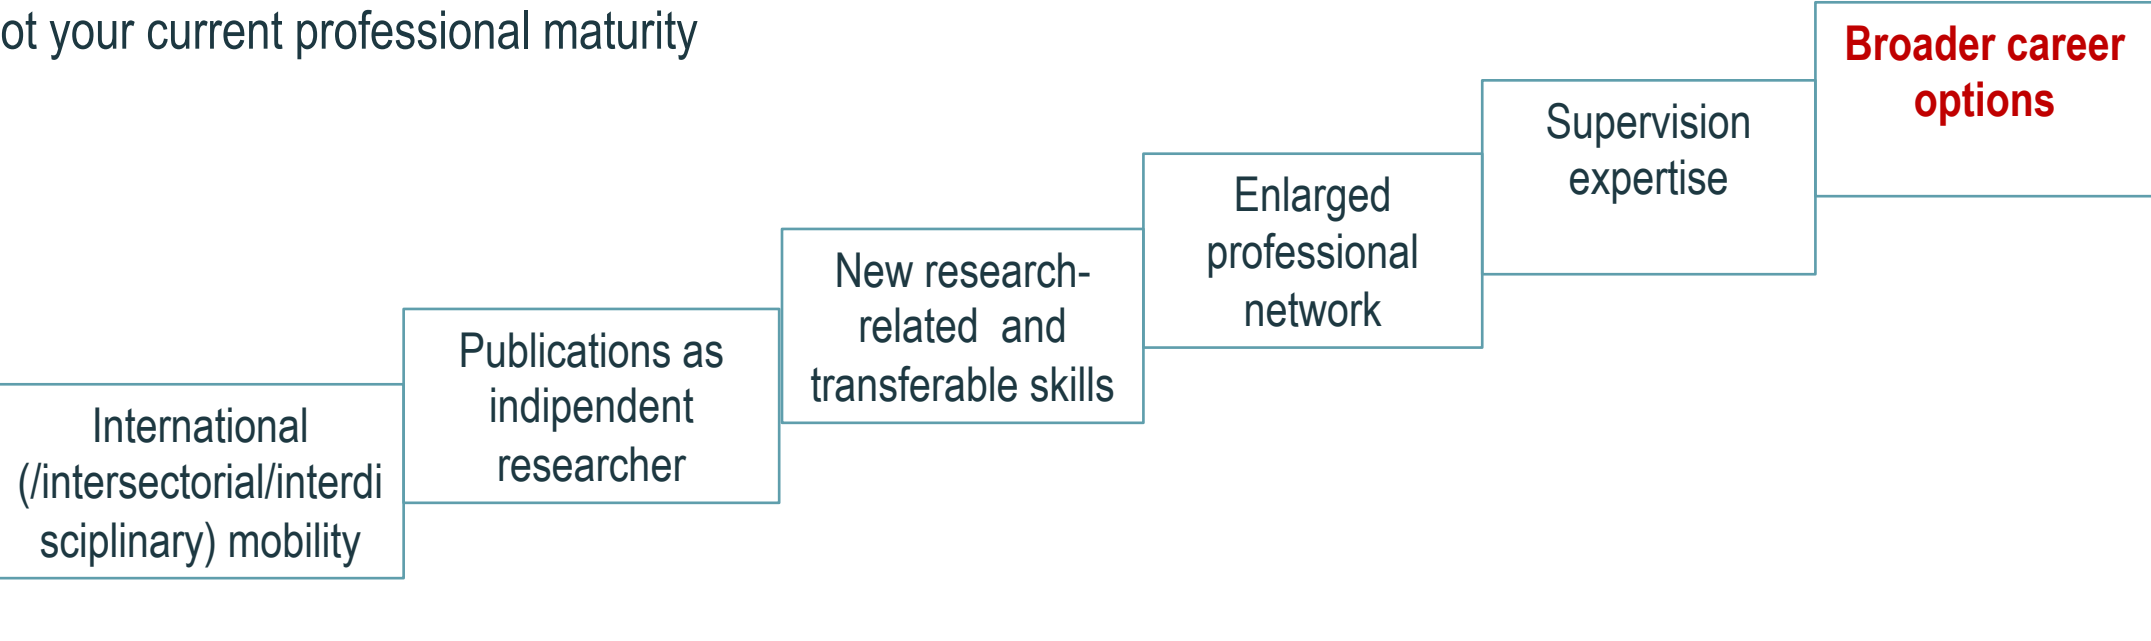 ot your current professional maturity
Broader career
options
Supervision
expertise
Enlarged
professional
network
New research-
related  and
transferable skills
Publications as
indipendent
researcher
International
(/intersectorial/interdi
sciplinary) mobility